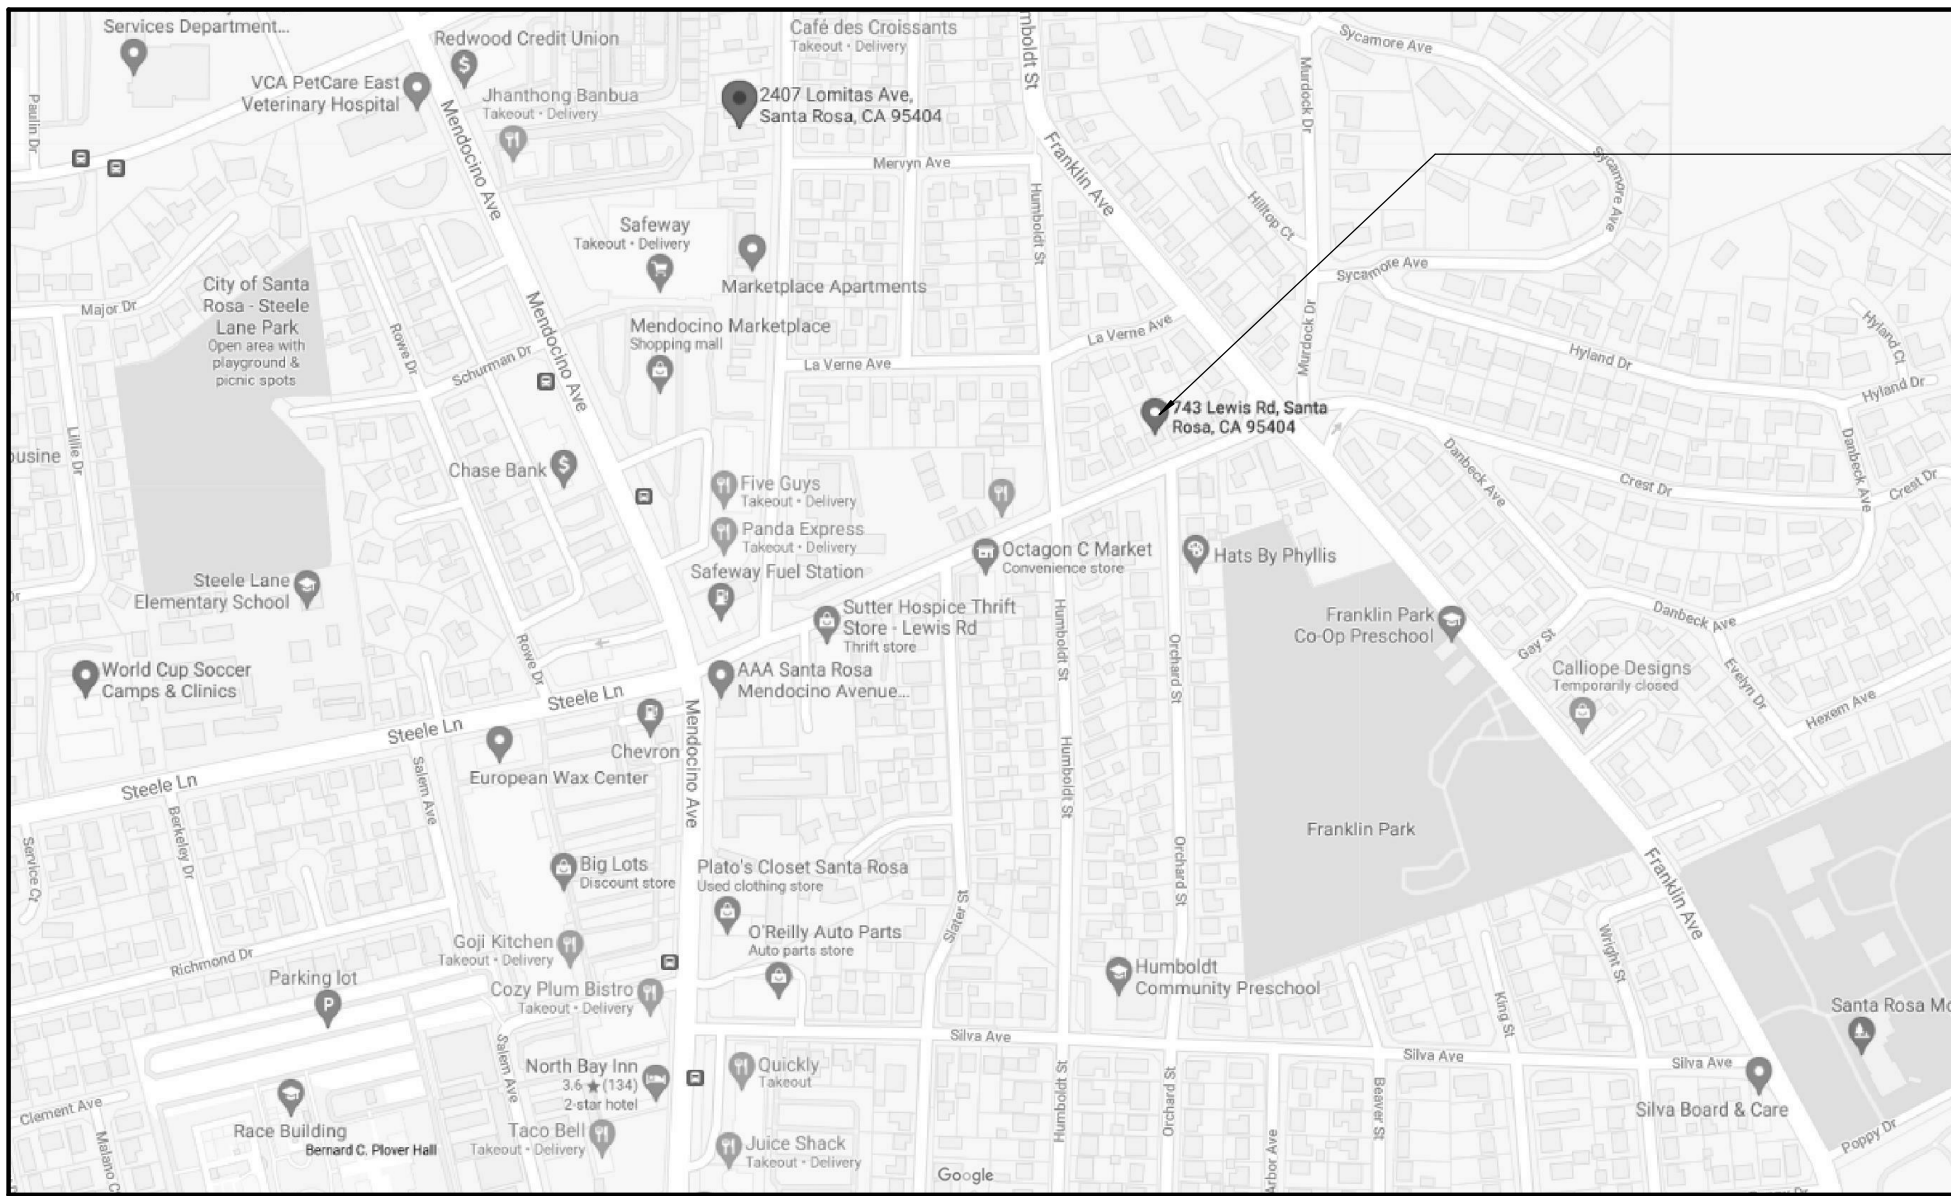 Services Department...
Redwood Credit Union
Café des Croissants
Takeout • Delivery
mboldt St
Sycamore Ave
Murdock Dr
VCA PetCare East
Veterinary Hospital
Jhanthong Banbua
Takeout • Delivery
2407 Lomitas Ave,
Santa Rosa, CA 95404
Paulin Dr
Mendocino Ave
Mervyn Ave
Franklin Ave
Sycamore Ave
Humboldt St
Hilltop Ct
Safeway
Takeout • Delivery
Sycamore Ave
Marketplace Apartments
City of Santa
Rosa - Steele
Lane Park
Open area with
playground &
picnic spots
Major Dr
Mendocino Ave
Rowe Dr
Mendocino Marketplace
Shopping mall
La Verne Ave
Murdock Dr
Hyland Ct
Schurman Dr
La Verne Ave
Hyland Dr
Hyland Dr
743 Lewis Rd, Santa
Rosa, CA 95404
Lillie Dr
ousine
Chase Bank
Danbeck Ave
Danbeck Ave
Five Guys
Takeout • Delivery
Crest Dr
Crest Dr
Panda Express
Takeout • Delivery
Octagon C Market
Convenience store
Hats By Phyllis
Safeway Fuel Station
Steele Lane
Elementary School
Dr
Sutter Hospice Thrift
Store - Lewis Rd
Thrift store
Humboldt St
Franklin Park
Co-Op Preschool
Danbeck Ave
Gay St
Rowe Dr
Orchard St
World Cup Soccer
Camps & Clinics
AAA Santa Rosa
Mendocino Avenue...
Calliope Designs
Temporarily closed
Evelyn Dr
Hexem Ave
Steele Ln
Steele Ln
Mendocino Ave
Chevron
European Wax Center
Steele Ln
Salem Ave
Humboldt St
Berkeley Dr
Service Ct
Franklin Park
Orchard St
Big Lots
Discount store
Plato's Closet Santa Rosa
Used clothing store
Franklin Ave
Slater St
O'Reilly Auto Parts
Auto parts store
Goji Kitchen
Takeout • Delivery
Richmond Dr
Parking lot
P
Wright St
Humboldt
Community Preschool
Cozy Plum Bistro
Takeout • Delivery
King St
Santa Rosa Mo
Silva Ave
Silva Ave
Silva Ave
Salem Ave
North Bay Inn
3.6 ★ (134)
2-star hotel
Quickly
Takeout
Humboldt St
Orchard St
Beaver St
Clement Ave
Race Building
Bernard C. Plover Hall
Silva Board & Care
Taco Bell
Takeout • Delivery
Juice Shack
Takeout • Delivery
Malano C
Arbor Ave
Poppy Dr
Google